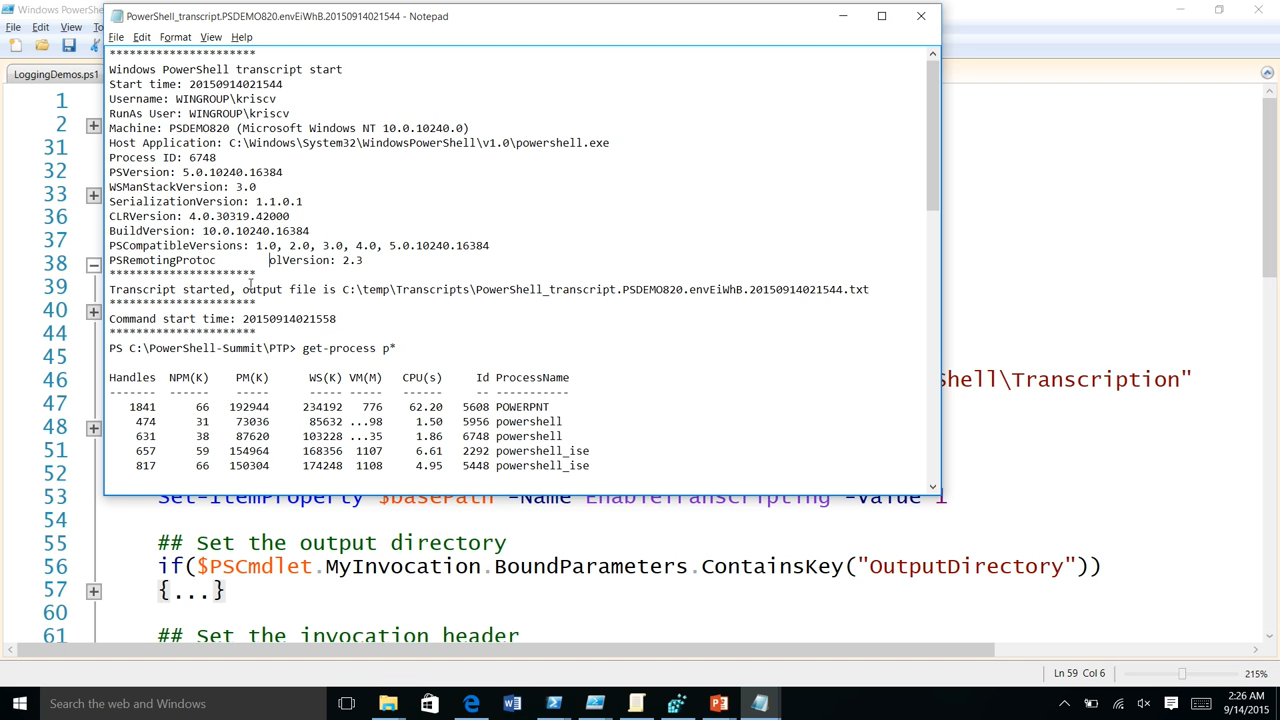 Windows PowerShe
File Edit View To
LoggingDemos.ps1
PowerShell_transcript.PSDEMO820.envEiWhB.20150914021544 - Notepad
File Edit Format View Help
**********************
Windows PowerShell transcript start
Start time: 20150914021544
Username: WINGROUP\kriscv
RunAs User: WINGROUP\kriscv
Machine: PSDEMO820 (Microsoft Windows NT 10.0.10240.0)
Host Application: C:\Windows\System32\WindowsPowerShell\v1.0\powershell.exe
Process ID: 6748
PSVersion: 5.0.10240.16384
WSManStackVersion: 3.0
SerializationVersion: 1.1.0.1
CLRVersion: 4.0.30319.42000
BuildVersion: 10.0.10240.16384
PSCompatibleVersions: 1.0, 2.0, 3.0, 4.0, 5.0.10240.16384
PSRemotingProtoc olVersion: 2.3
**********************
Transcript started, output file is C:\temp\Transcripts\PowerShell_transcript.PSDEMO820.envEiWhB.20150914021544.txt
**********************
Command start time: 20150914021558
**********************
PS C:\PowerShell-Summit\PTP> get-process p*
Handles NPM(K) PM(K) WS(K) VM(M) CPU(s) Id ProcessName
------- ------ ----- ----- ----- ------ -- -----------
1841 66 192944 234192 776 62.20 5608 POWERPNT
474 31 73036 85632 ...98 1.50 5956 powershell
631 38 87620 103228 ...35 1.86 6748 powershell
657 59 154964 168356 1107 6.61 2292 powershell_ise
817 66 150304 174248 1108 4.95 5448 powershell_ise
1
2
31
32
33
36
37
38
39
40
44
45
46 Shell\Transcription"
47
48
51
52
53 Set-ItemProperty $basePath -Name EnableTranscripting -Value 1
54
55 ## Set the output directory
56 if($PSCmdlet.MyInvocation.BoundParameters.ContainsKey("OutputDirectory"))
57 {...}
60
61 ## Set the invocation header
Ln 59 Col 6 215%
Search the web and Windows
2:26 AM
9/14/2015